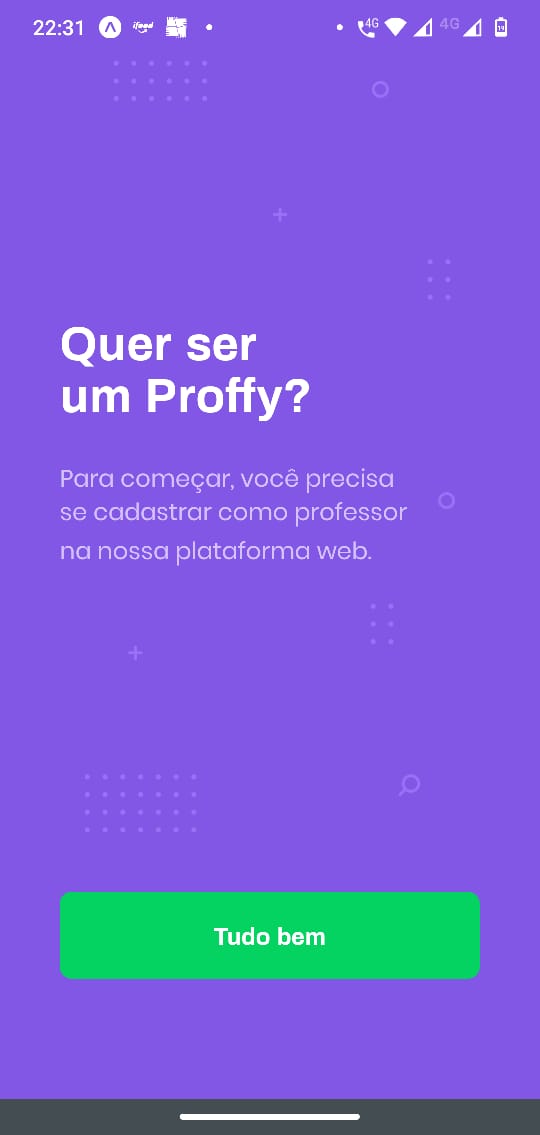 22:31
ifood
4G
4G
19
Quer ser
um Proffy?
Para começar, você precisa
se cadastrar como professor
na nossa plataforma web.
Tudo bem